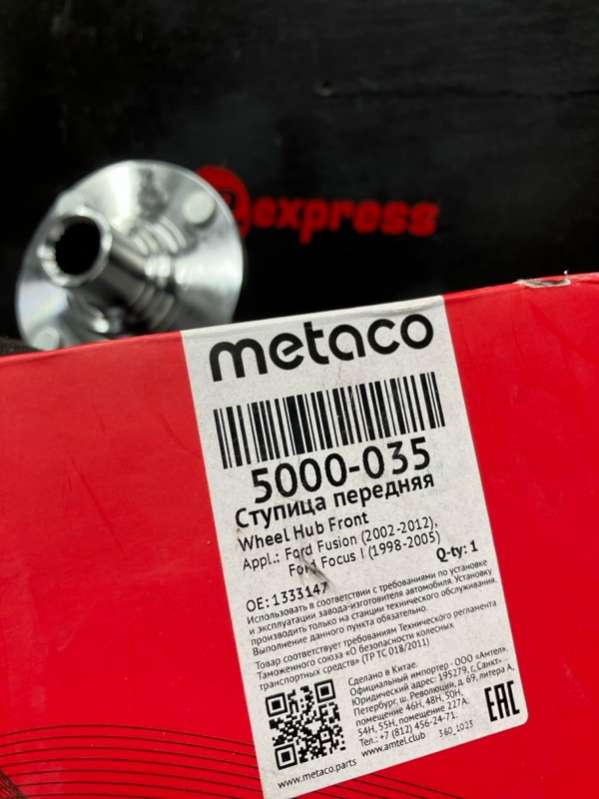 express
metaco
5000-035
Ступица передняя
Wheel Hub Front
Appl.: Ford Fusion (2002-2012),
Ford Focus I (1998-2005)
Q-ty: 1
OE: 1333147
Использовать в соответствии с требованиями по установке
и эксплуатации завода-изготовителя автомобиля. Установку
производить только на станции технического обслуживания.
Выполнение данного пункта обязательно.
Товар соответствует требованиям Технического регламента
Таможенного союза «О безопасности колесных
транспортных средств» (ТР ТС 018/2011)
Сделано в Китае.
Официальный импортер - ООО «Амтел».
Юридический адрес: 195279, г. Санкт-
Петербург, ш. Революции, д. 69, литера А,
помещение 46Н, 48Н, 50Н,
54Н, 55Н, помещение 227А.
Тел.: +7 (812) 456-24-71.
www.amtel.club
360_1023
EAC
www.metaco.parts